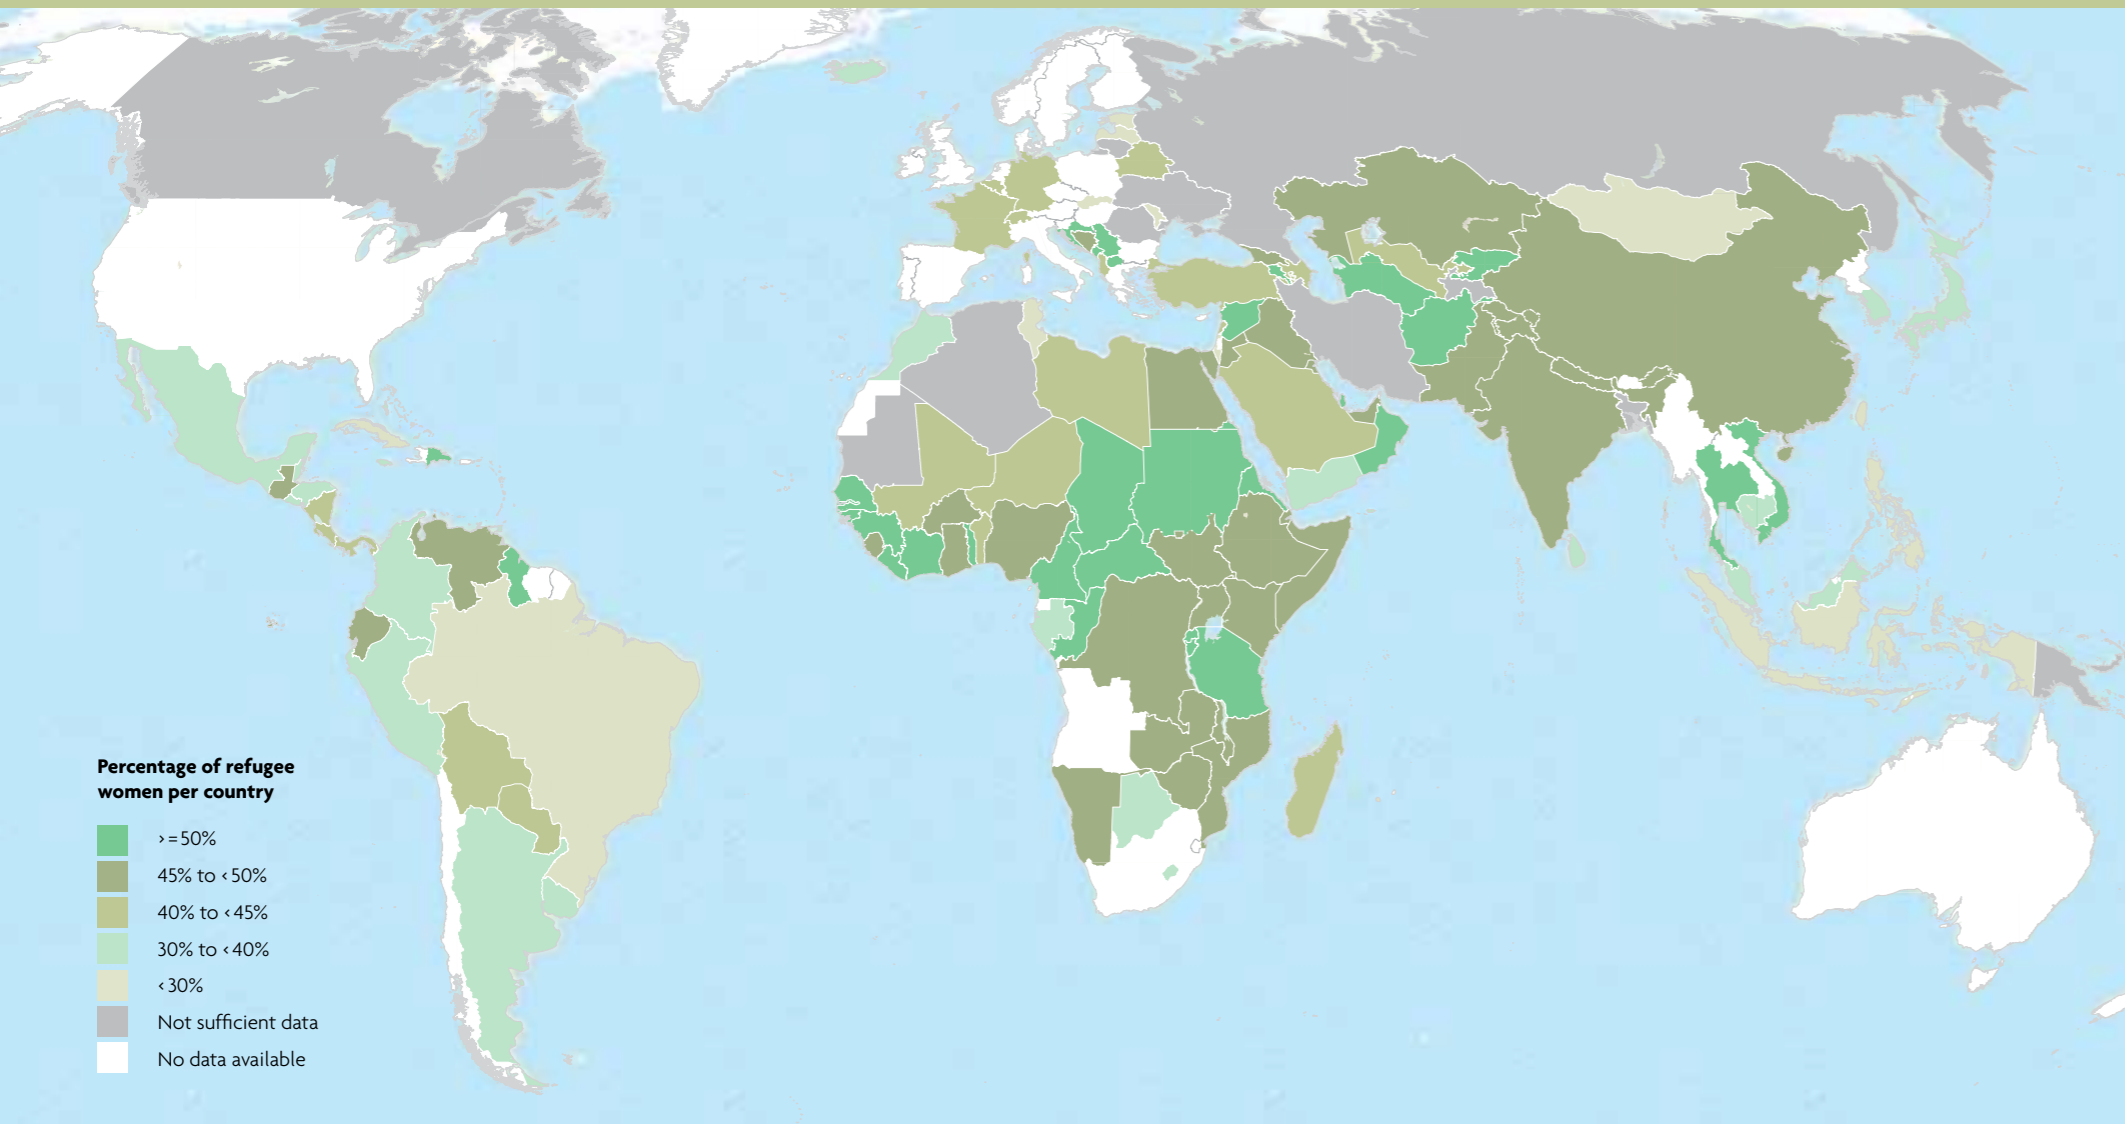 Percentage of refugee
women per country
>=50%
45% to <50%
40% to <45%
30% to <40%
<30%
Not sufficient data
No data available